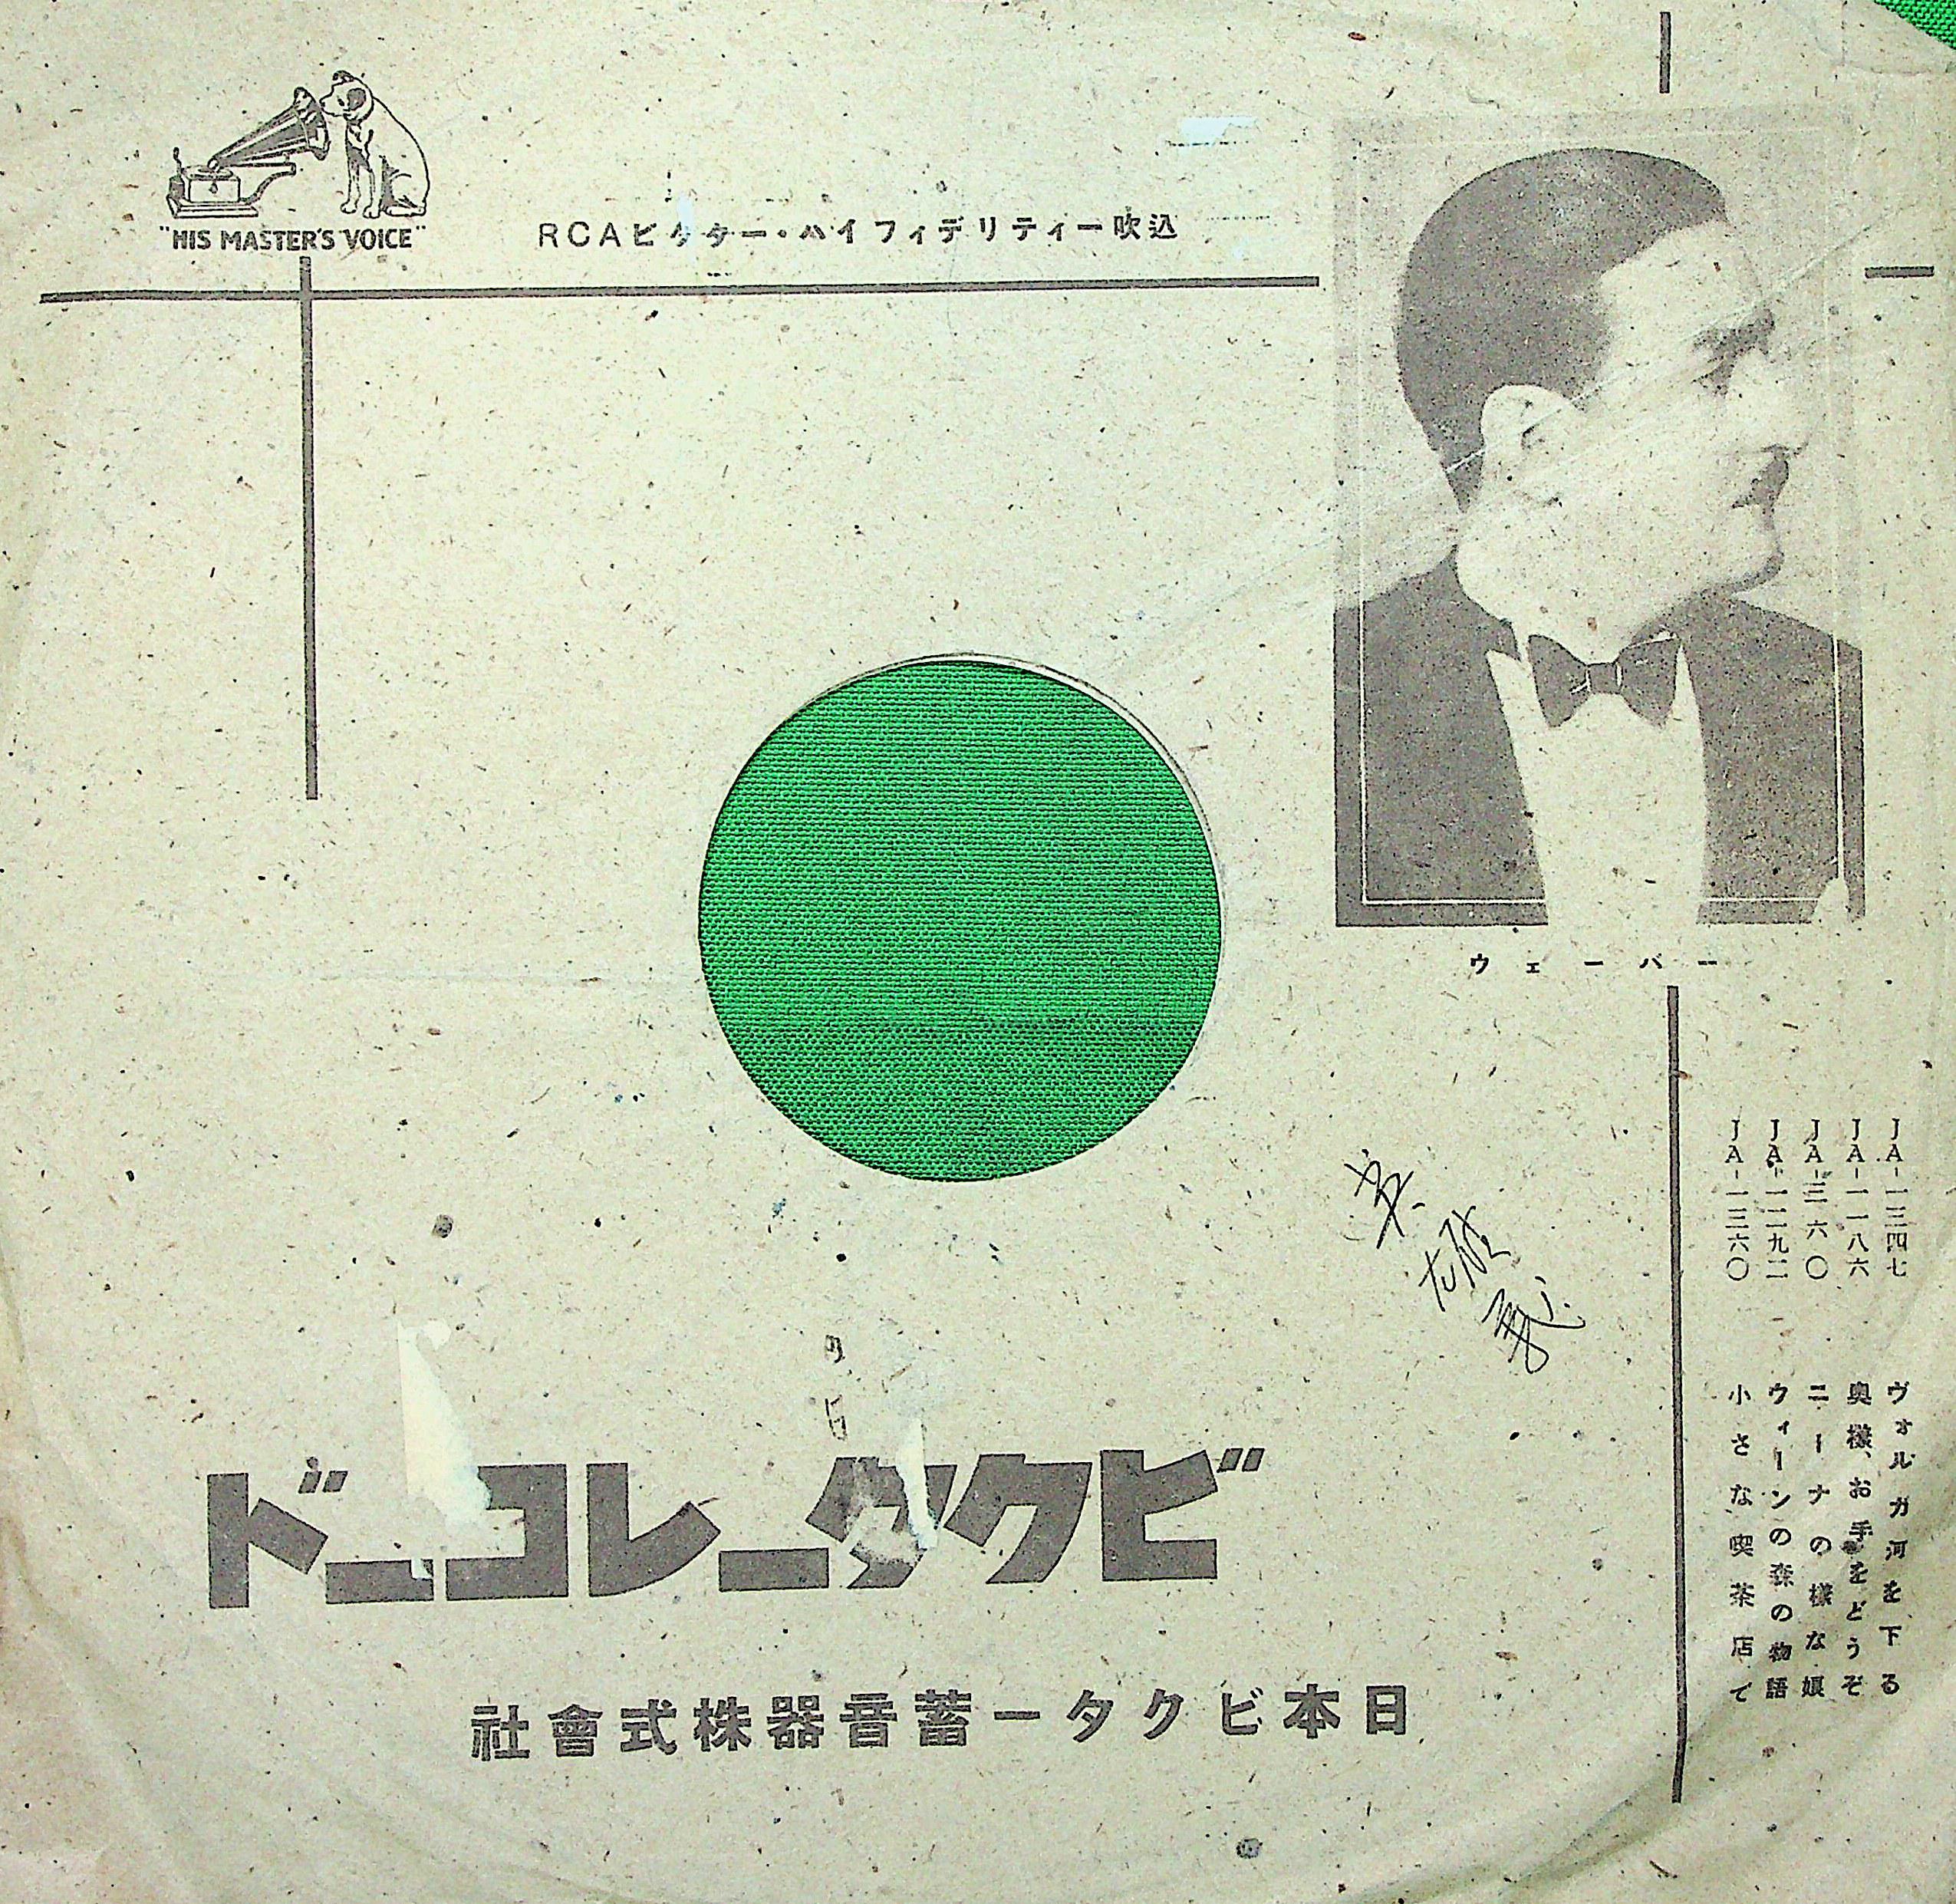 "HIS MASTER'S VOICE"
RCAビクター・ハイフィデリティー吹込
ウェーバー
JA-一三四七 ヴォルガ河を下る
JA-一一八六 奥様、お手をどうぞ
JA-三六〇 ニーナの様な娘
JA-一二九二 ウィーンの森の物語
JA-一三六〇 小さな喫茶店で
ビクターレコード
日本ビクター蓄音器株式會社